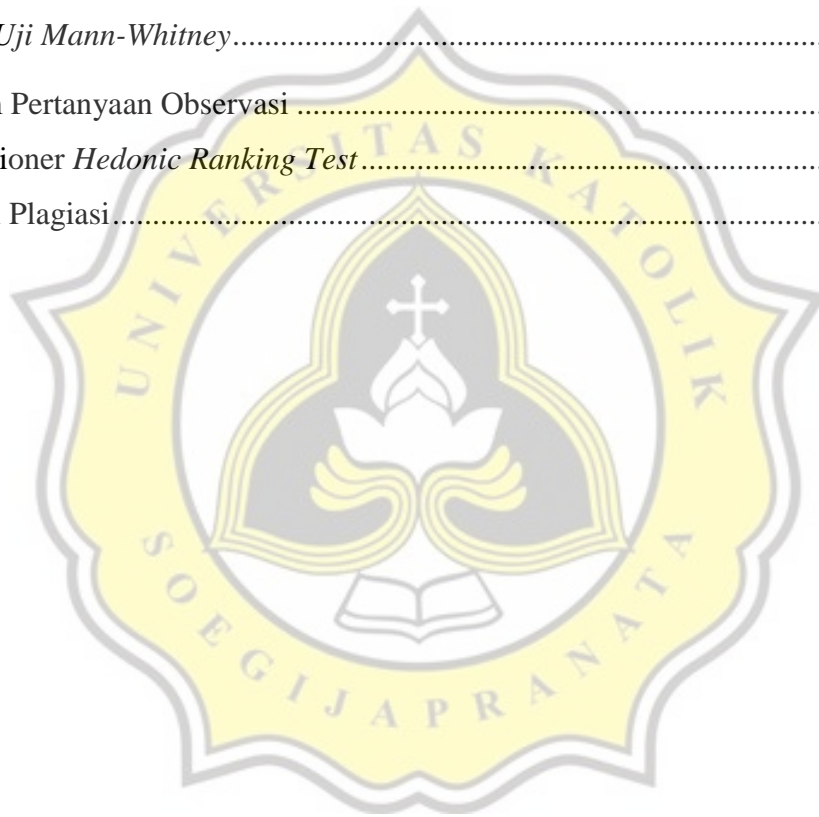 Uji Mann-Whitney........................................................................................
Pertanyaan Observasi ................................................................................
ioner Hedonic Ranking Test........................................................................
Plagiasi........................................................................................................
UNIVERSITAS KATOLIK
SOEGIJAPRANATA